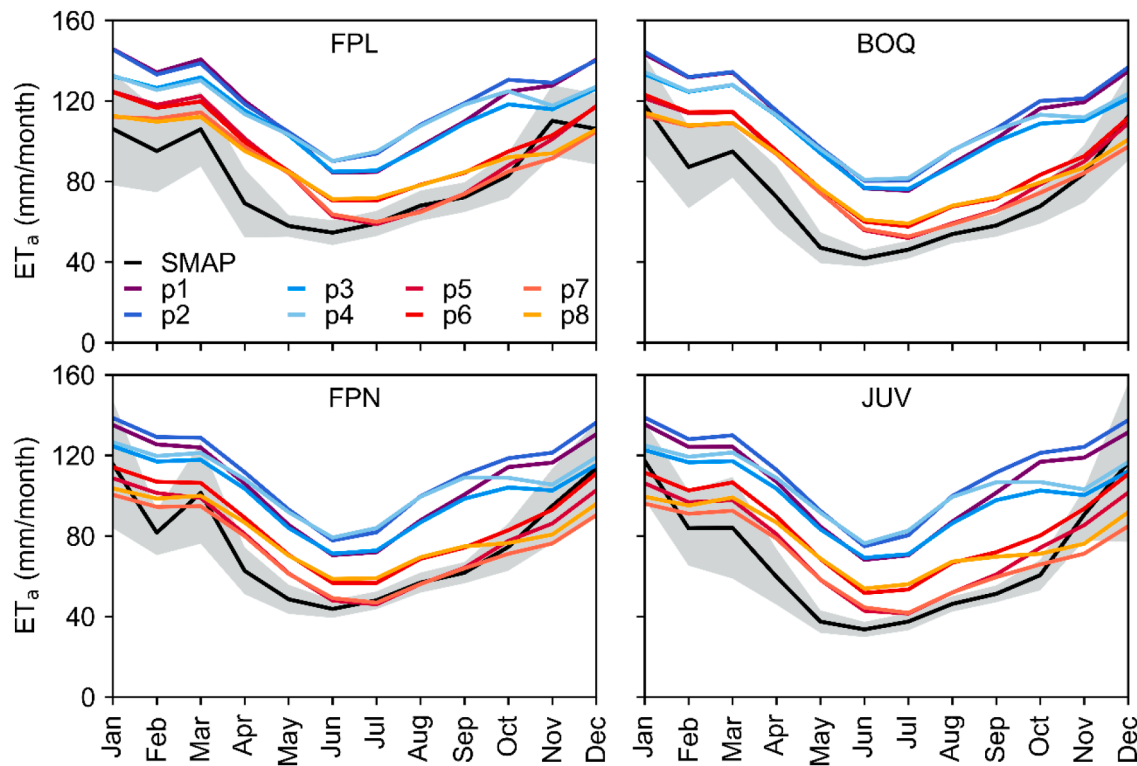 FPL
BOQ
160
120
80
40
0
ETa (mm/month)
SMAP
p1 p3 p5 p7
p2 p4 p6 p8
FPN
JUV
160
120
80
40
0
ETa (mm/month)
Jan Feb Mar Apr May Jun Jul Aug Sep Oct Nov Dec
Jan Feb Mar Apr May Jun Jul Aug Sep Oct Nov Dec